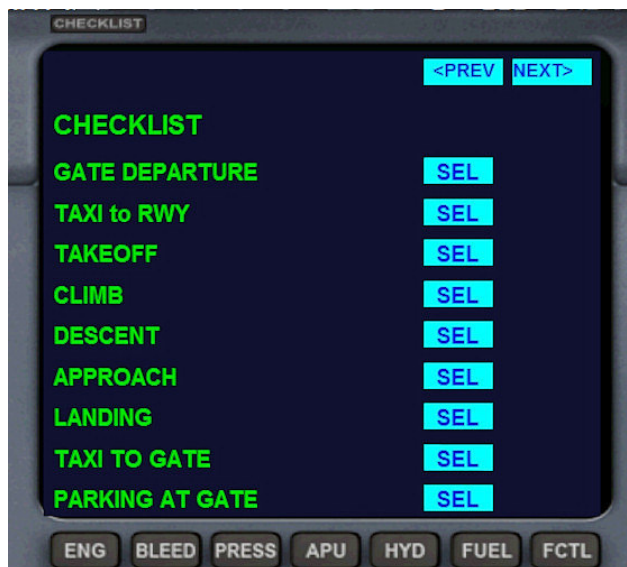 CHECKLIST
<PREV NEXT>
CHECKLIST
GATE DEPARTURE SEL
TAXI to RWY SEL
TAKEOFF SEL
CLIMB SEL
DESCENT SEL
APPROACH SEL
LANDING SEL
TAXI TO GATE SEL
PARKING AT GATE SEL
ENG BLEED PRESS APU HYD FUEL FCTL